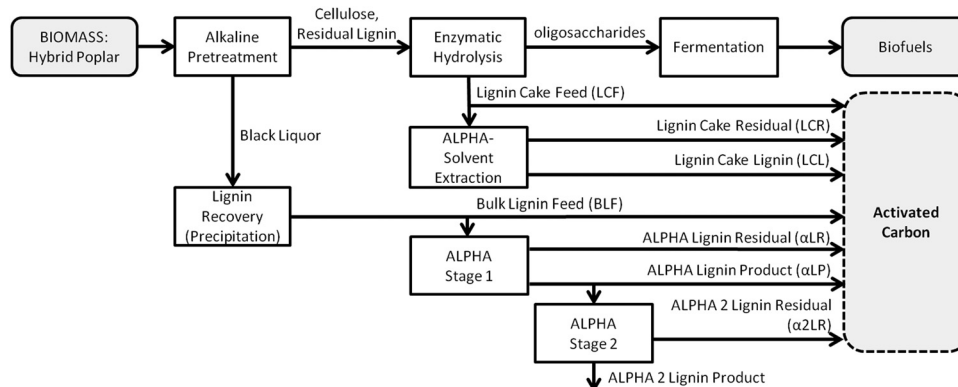 BIOMASS:
Hybrid Poplar
Alkaline
Pretreatment
Cellulose,
Residual Lignin
Enzymatic
Hydrolysis
oligosaccharides
Fermentation
Biofuels
Lignin Cake Feed (LCF)
Black Liquor
ALPHA-
Solvent
Extraction
Lignin Cake Residual (LCR)
Lignin Cake Lignin (LCL)
Lignin
Recovery
(Precipitation)
Bulk Lignin Feed (BLF)
Activated
Carbon
ALPHA
Stage 1
ALPHA Lignin Residual (αLR)
ALPHA Lignin Product (αLP)
ALPHA
Stage 2
ALPHA 2 Lignin Residual
(α2LR)
ALPHA 2 Lignin Product